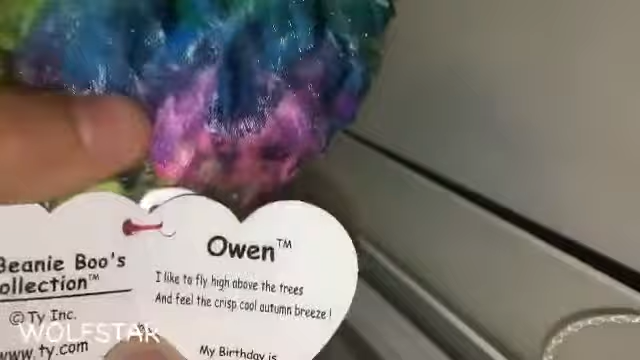 Beanie Boo's
ollection™
© Ty Inc.
www.ty.com
Owen™
I like to fly high above the trees
And feel the crisp cool autumn breeze !
My Birthday is
WOLFSTAR